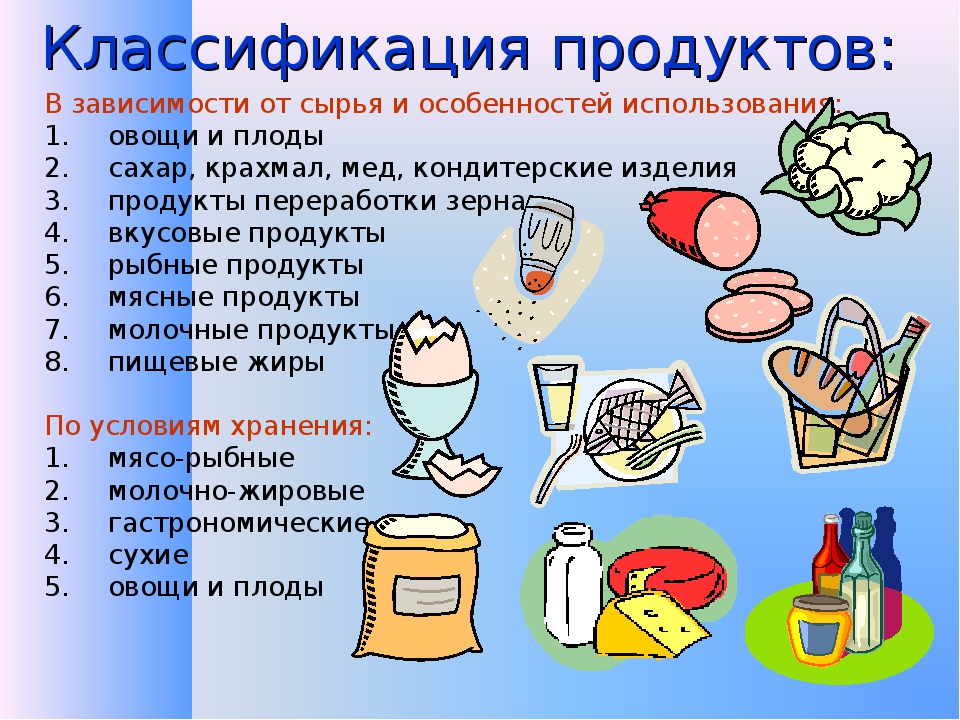 Классификация продуктов:
В зависимости от сырья и особенностей использования:
1. овощи и плоды
2. сахар, крахмал, мед, кондитерские изделия
3. продукты переработки зерна
4. вкусовые продукты
5. рыбные продукты
6. мясные продукты
7. молочные продукты
8. пищевые жиры
По условиям хранения:
1. мясо-рыбные
2. молочно-жировые
3. гастрономические
4. сухие
5. овощи и плоды